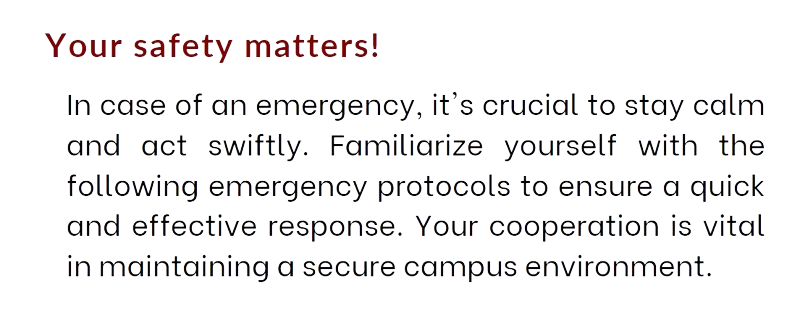 Your safety matters!
In case of an emergency, it's crucial to stay calm
and act swiftly. Familiarize yourself with the
following emergency protocols to ensure a quick
and effective response. Your cooperation is vital
in maintaining a secure campus environment.